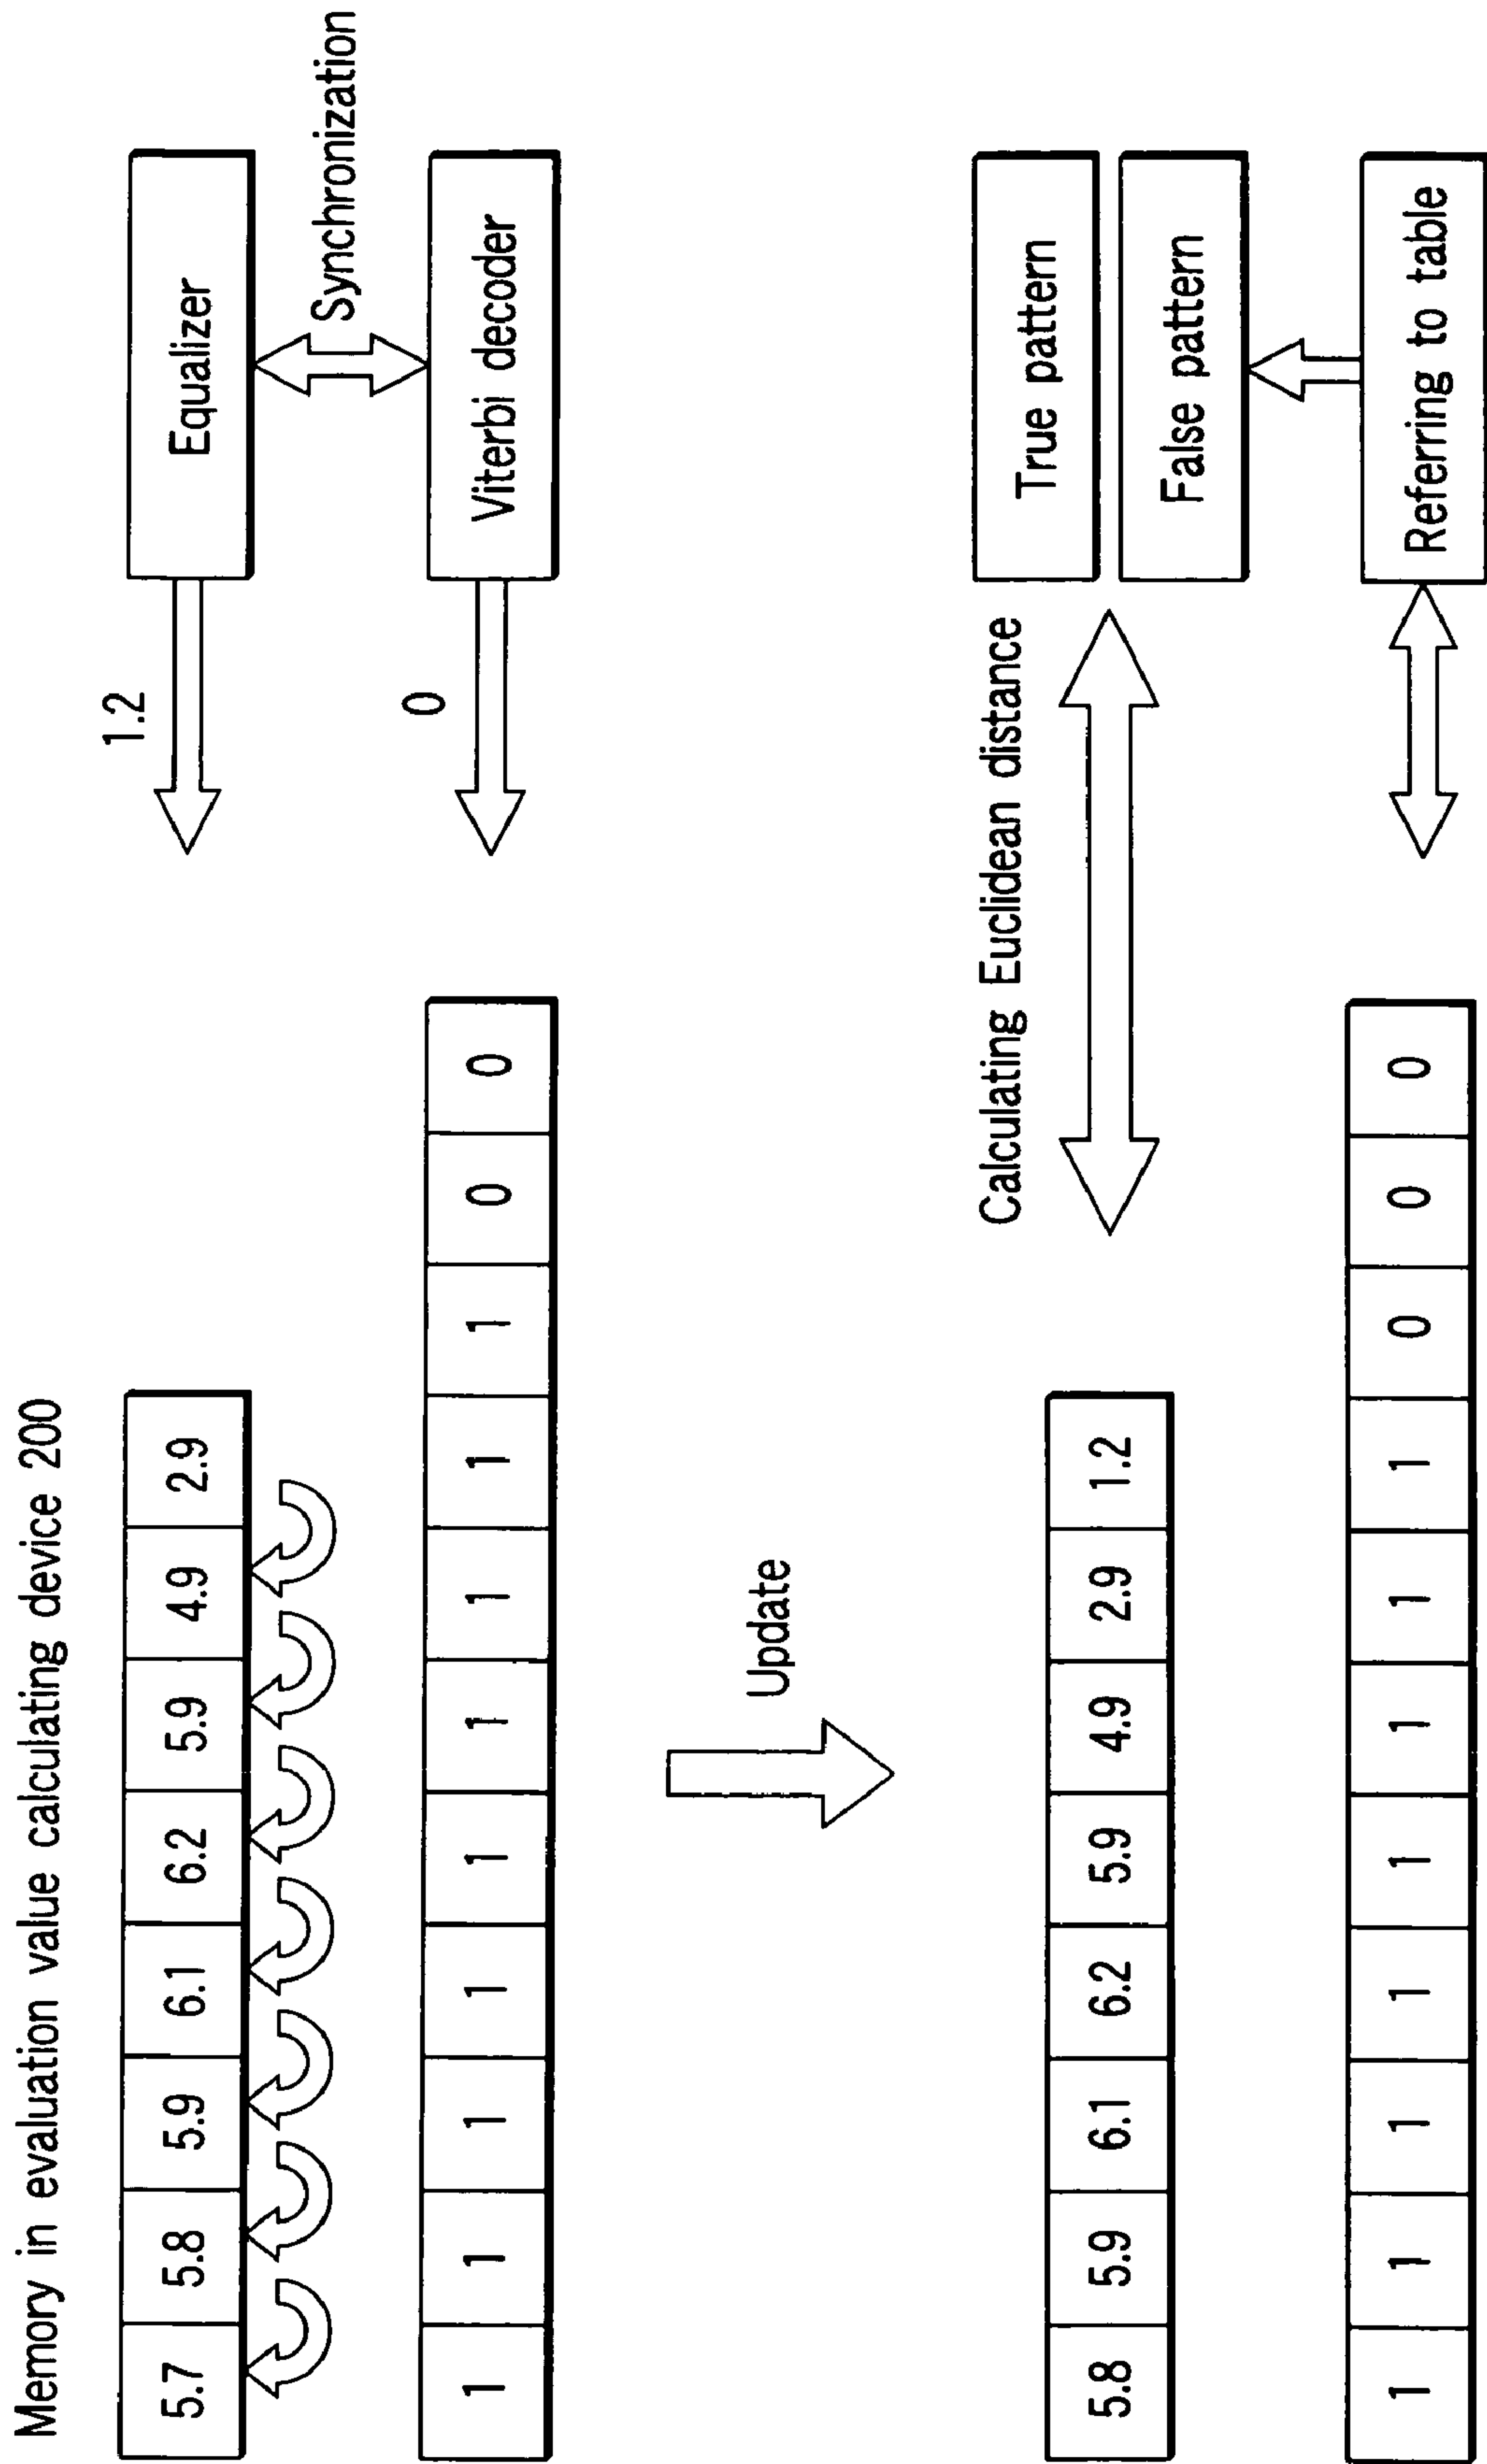 Memory in evaluation value calculating device 200
5.7 5.8 5.9 6.1 6.2 5.9 4.9 2.9
1.2
Equalizer
Synchronization
1 1 1 1 1 1 1 1 1 0 0
0
Viterbi decoder
Update
Calculating Euclidean distance
5.8 5.9 6.1 6.2 5.9 4.9 2.9 1.2
True pattern
False pattern
1 1 1 1 1 1 1 1 0 0 0
Referring to table